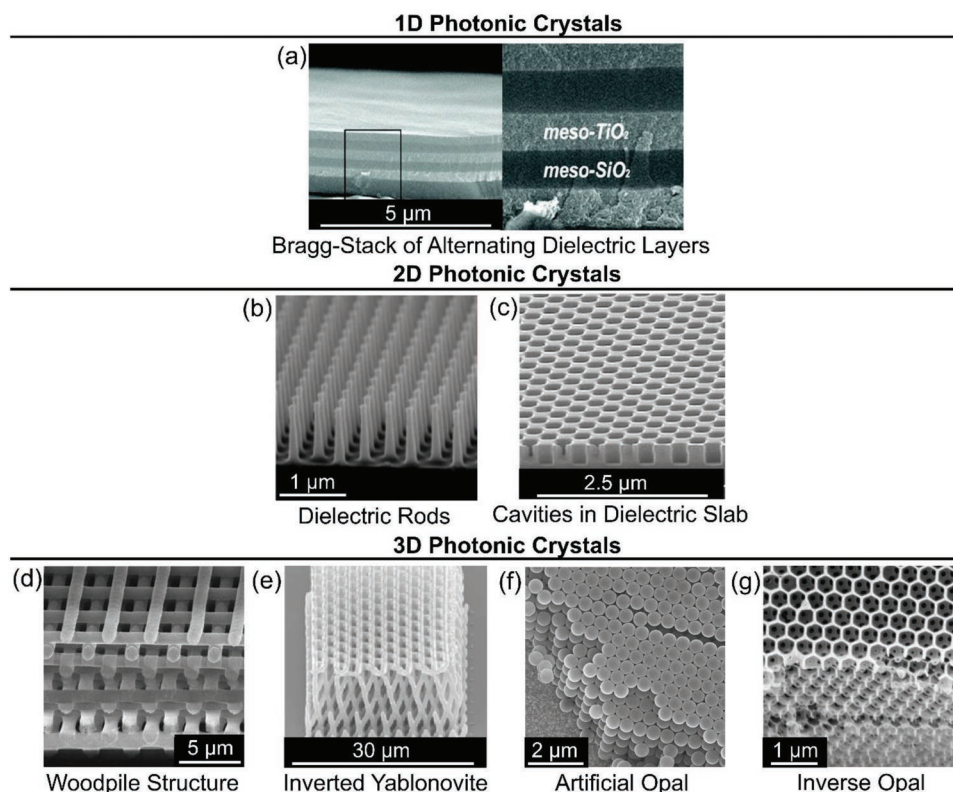 1D Photonic Crystals
(a)
meso-TiO₂
meso-SiO₂
5 µm
Bragg-Stack of Alternating Dielectric Layers
2D Photonic Crystals
(b)
(c)
1 µm
2.5 µm
Dielectric Rods
Cavities in Dielectric Slab
3D Photonic Crystals
(d)
(e)
(f)
(g)
5 µm
30 µm
2 µm
1 µm
Woodpile Structure
Inverted Yablonovite
Artificial Opal
Inverse Opal